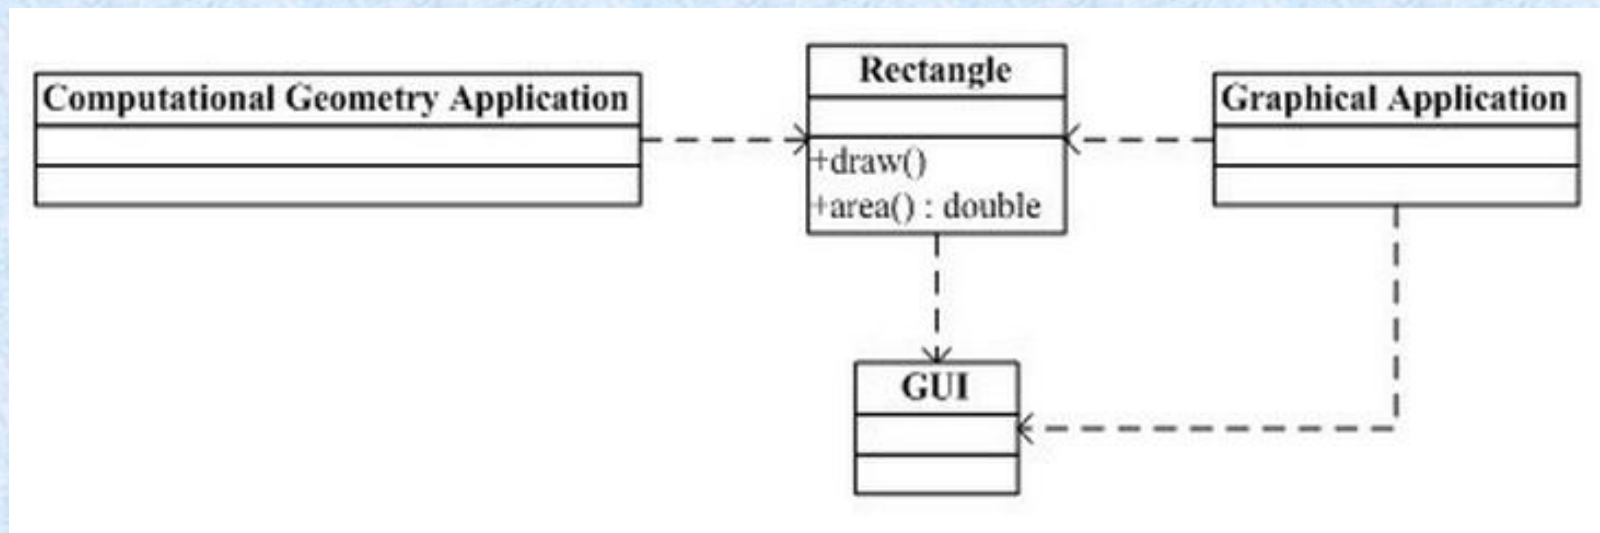 Computational Geometry Application
Rectangle
+draw()
+area() : double
Graphical Application
GUI